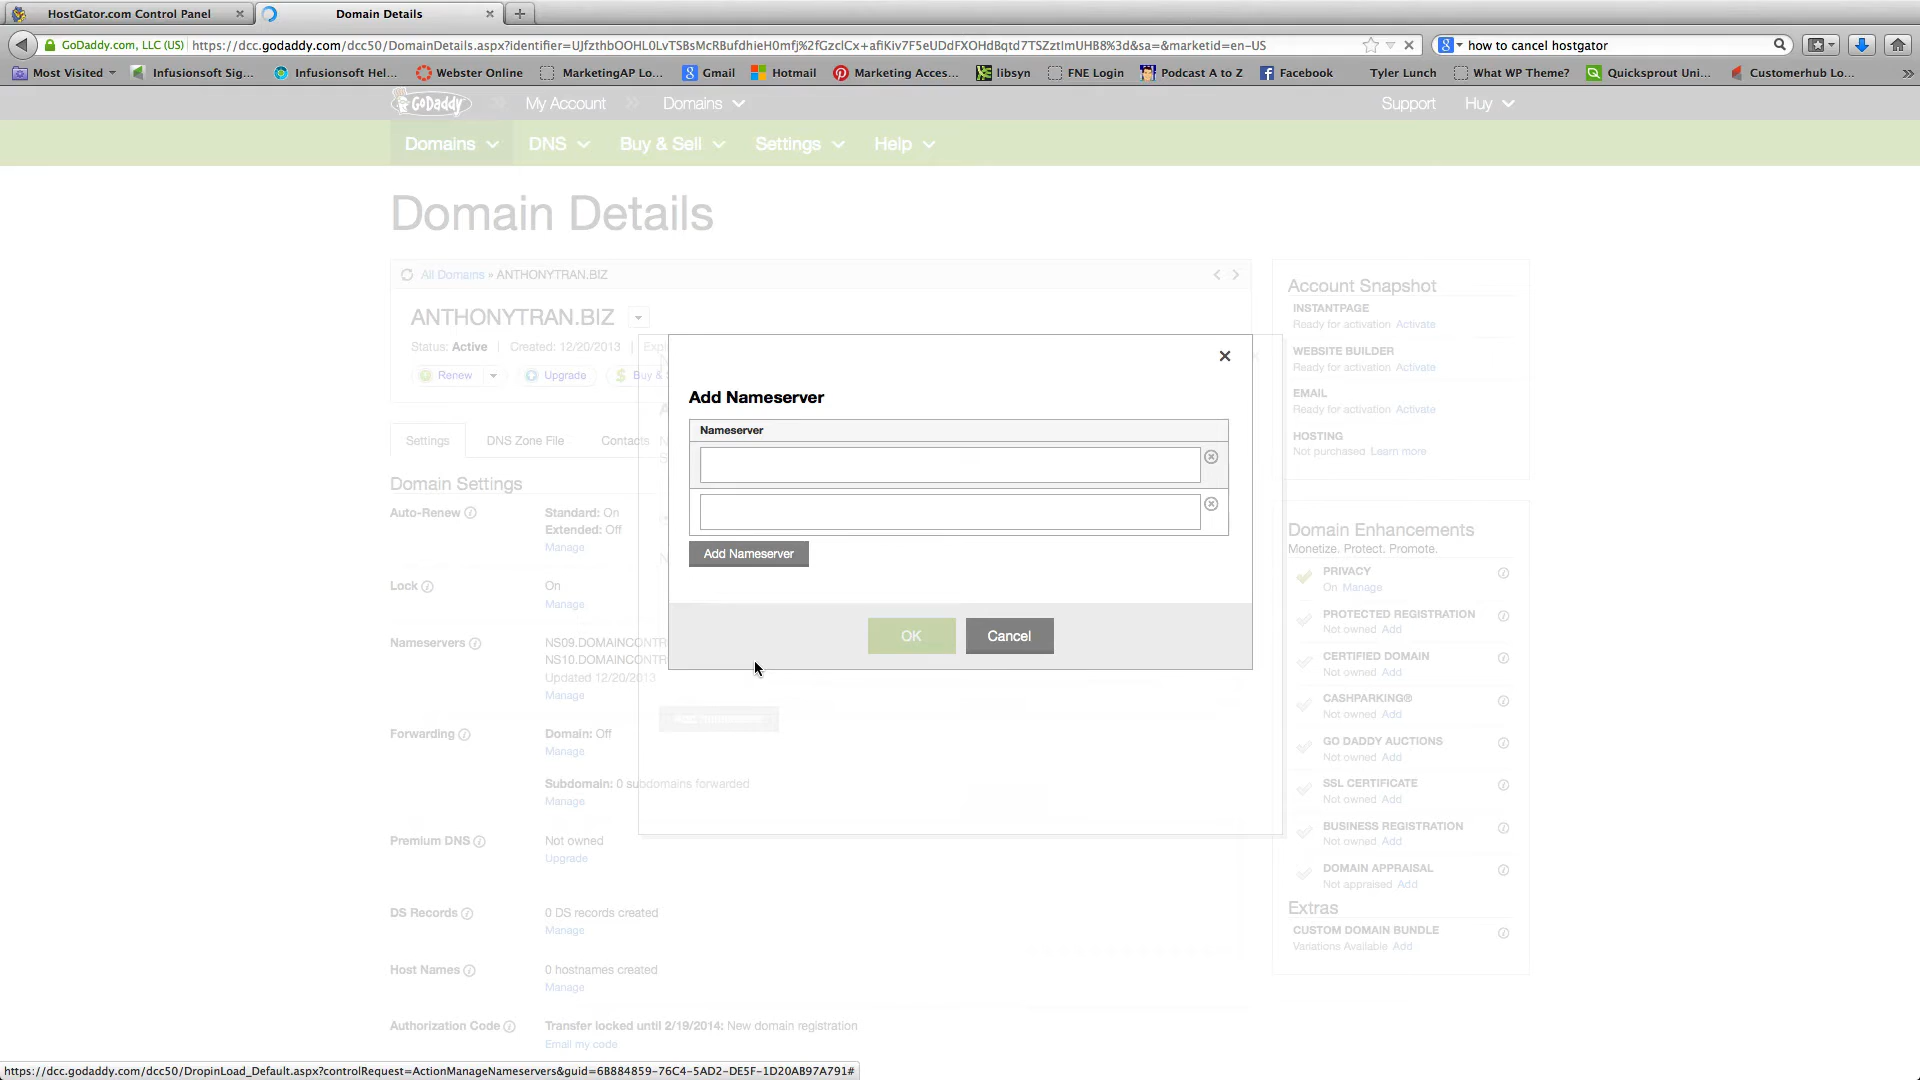 HostGator.com Control Panel
Domain Details
GoDaddy.com, LLC (US) https://dcc.godaddy.com/dcc50/DomainDetails.aspx?identifier=UJfzthbOOHL0LvTSBsMcRBufdhieH0mfj%2fGzclCx+afiKiv7F5eUDdFXOHdBqtd7TSZztImUHB8%3d&sa=&marketid=en-US
how to cancel hostgator
Most Visited
Infusionsoft Sig...
Infusionsoft Hel...
Webster Online
MarketingAP Lo...
Gmail
Hotmail
Marketing Acces...
libsyn
FNE Login
Podcast A to Z
Facebook
Tyler Lunch
What WP Theme?
Quicksprout Uni...
Customerhub Lo...
GoDaddy
My Account
Domains
Support
Huy
Domains
DNS
Buy & Sell
Settings
Help
Domain Details
All Domains » ANTHONYTRAN.BIZ
ANTHONYTRAN.BIZ
Status: Active | Created: 12/20/2013 | Expi
Renew
Upgrade
Buy &
Settings
DNS Zone File
Contacts
Domain Settings
Auto-Renew
Standard: On
Extended: Off
Manage
Lock
On
Manage
Nameservers
NS09.DOMAINCONTR
NS10.DOMAINCONTR
Updated 12/20/2013
Manage
Forwarding
Domain: Off
Manage
Subdomain: 0 subdomains forwarded
Manage
Premium DNS
Not owned
Upgrade
DS Records
0 DS records created
Manage
Host Names
0 hostnames created
Manage
Authorization Code
Transfer locked until 2/19/2014: New domain registration
Email my code
Add Nameserver
Nameserver
Add Nameserver
OK
Cancel
Account Snapshot
INSTANTPAGE
Ready for activation Activate
WEBSITE BUILDER
Ready for activation Activate
EMAIL
Ready for activation Activate
HOSTING
Not purchased Learn more
Domain Enhancements
Monetize. Protect. Promote.
PRIVACY
On Manage
PROTECTED REGISTRATION
Not owned Add
CERTIFIED DOMAIN
Not owned Add
CASHPARKING®
Not owned Add
GO DADDY AUCTIONS
Not owned Add
SSL CERTIFICATE
Not owned Add
BUSINESS REGISTRATION
Not owned Add
DOMAIN APPRAISAL
Not appraised Add
Extras
CUSTOM DOMAIN BUNDLE
Variations Available Add
https://dcc.godaddy.com/dcc50/DropinLoad_Default.aspx?controlRequest=ActionManageNameservers&guid=6B884859-76C4-5AD2-DE5F-1D20AB97A791#